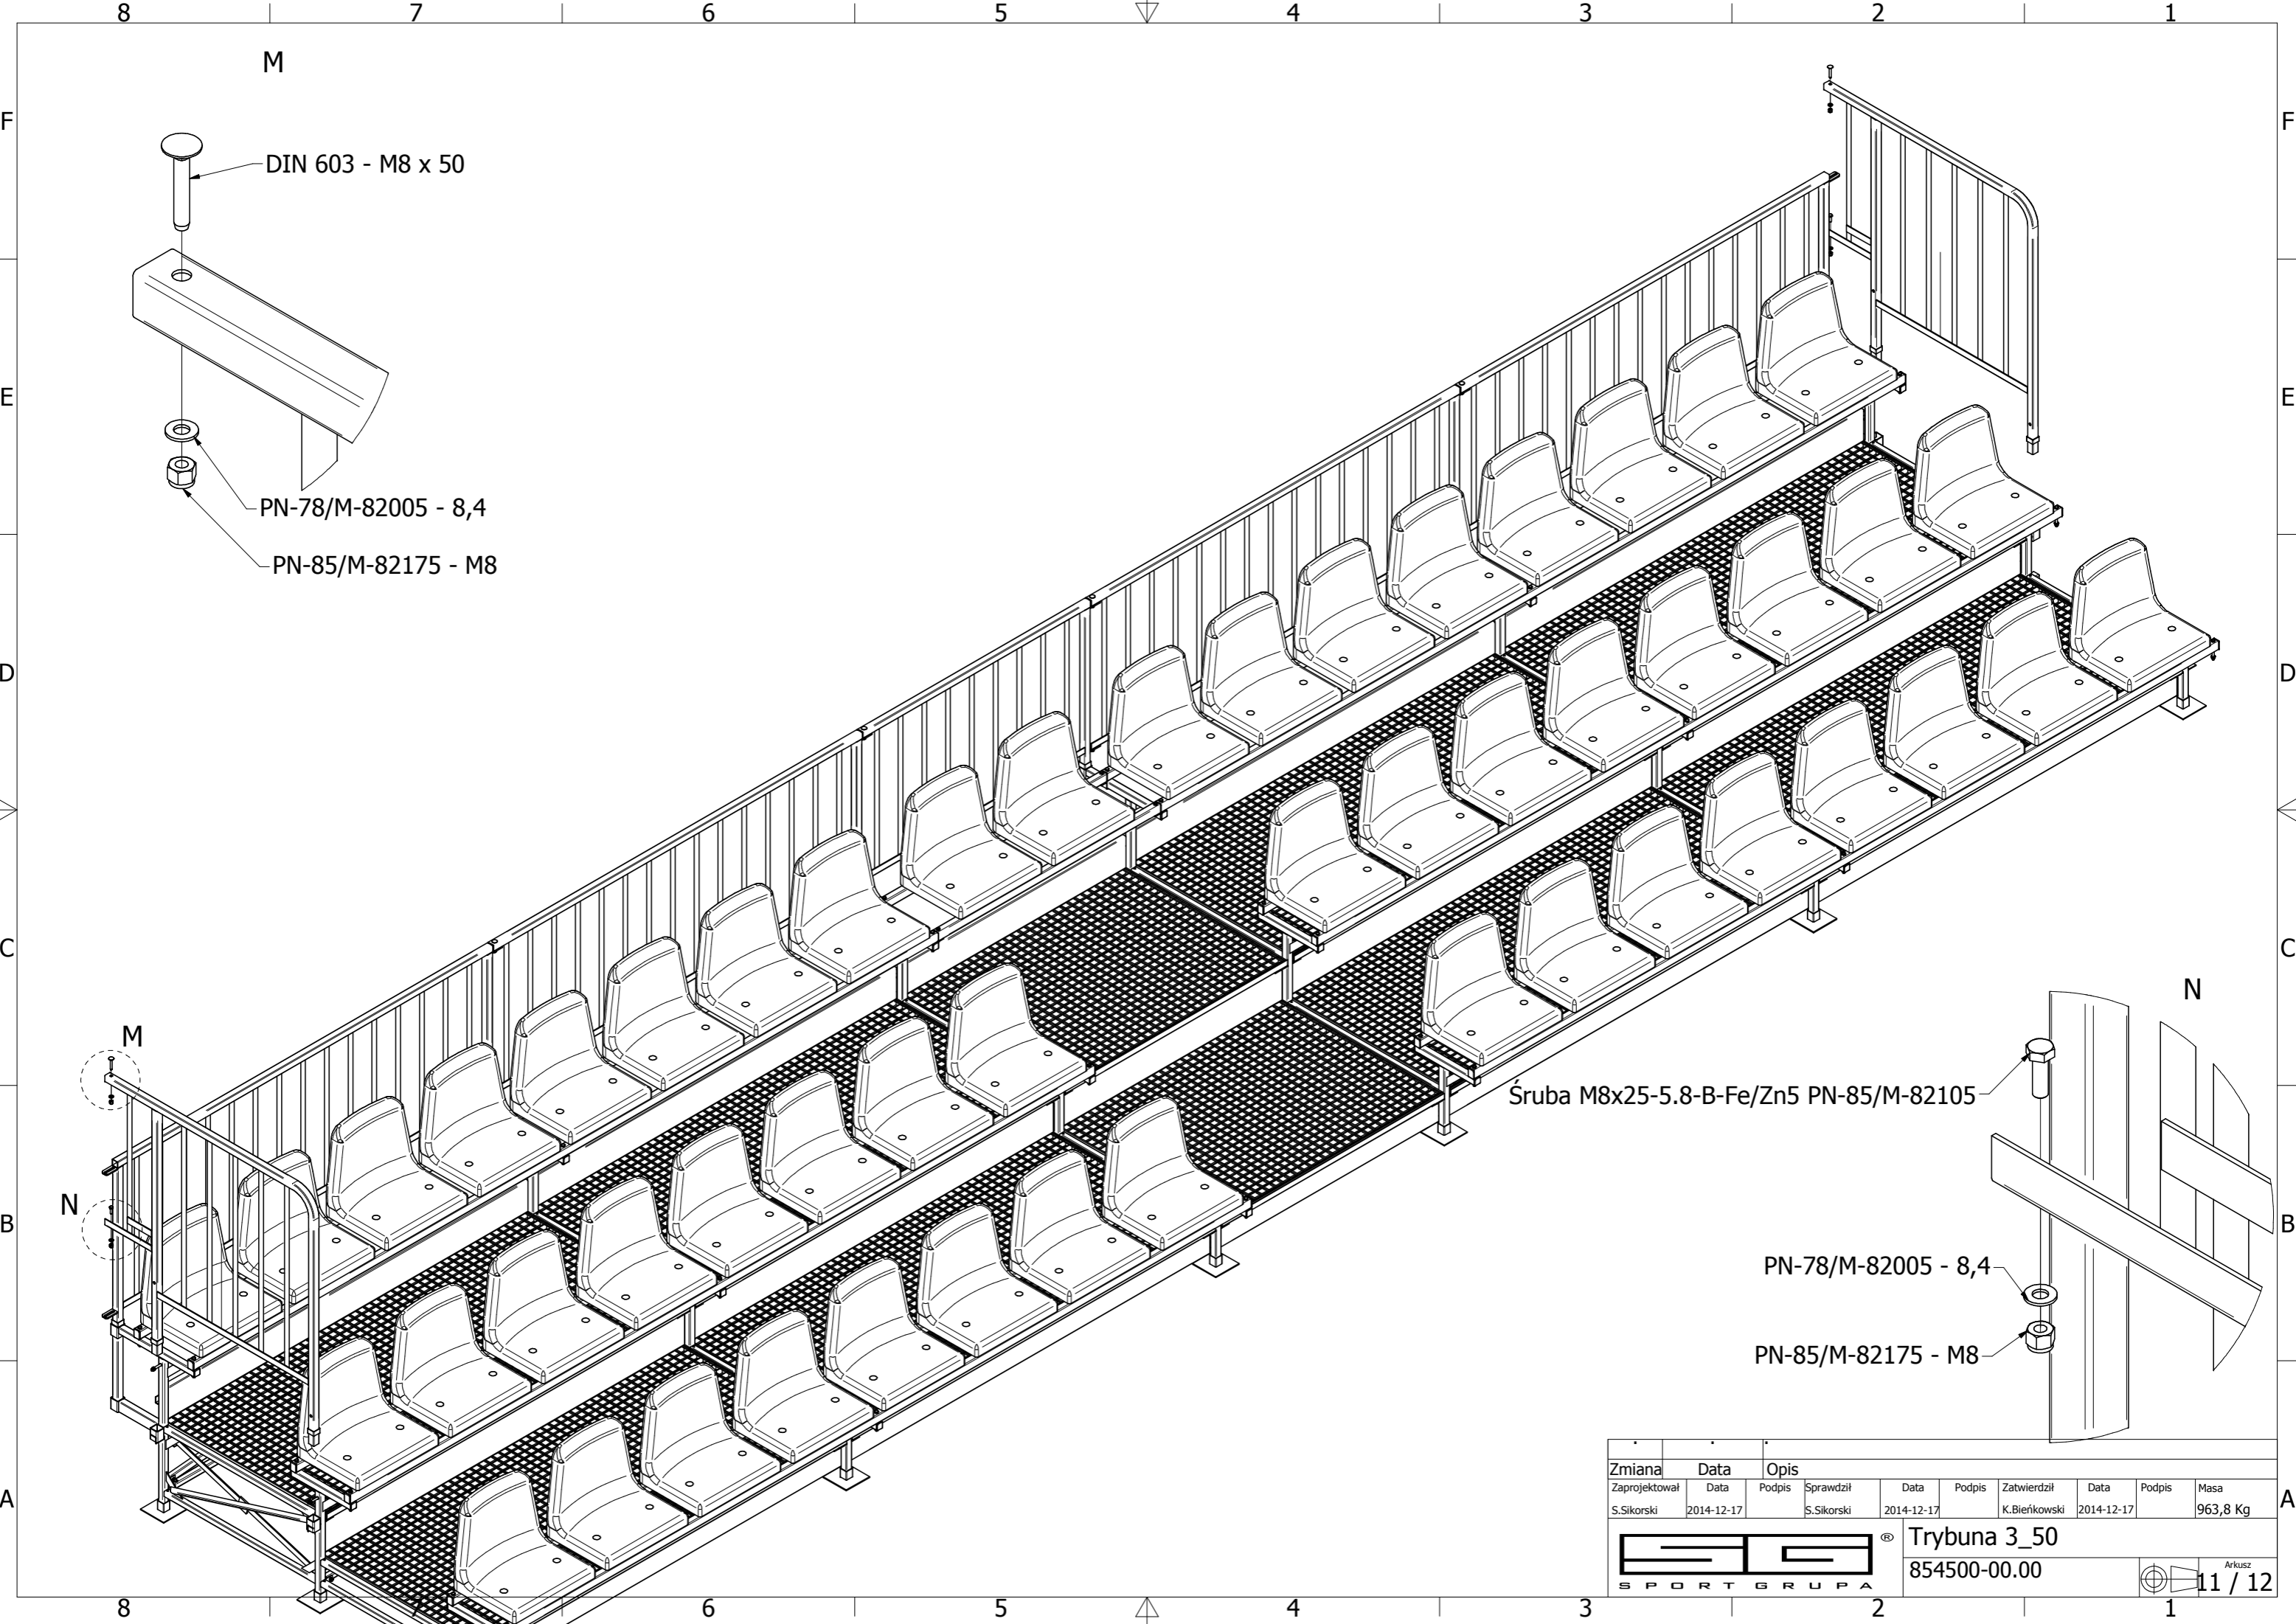 8 7 6 5 4 3 2 1
M
F F
DIN 603 - M8 x 50
E E
PN-78/M-82005 - 8,4
PN-85/M-82175 - M8
D D
C C
N
M
Śruba M8x25-5.8-B-Fe/Zn5 PN-85/M-82105
N
B B
PN-78/M-82005 - 8,4
PN-85/M-82175 - M8
Zmiana Data Opis
Zaprojektował Data Podpis Sprawdził Data Podpis Zatwierdził Data Podpis Masa
A A
S.Sikorski 2014-12-17 S.Sikorski 2014-12-17 K.Bieńkowski 2014-12-17 963,8 Kg
® Trybuna 3_50
854500-00.00
Arkusz
11 / 12
SPORT GRUPA
8 7 6 5 4 3 2 1